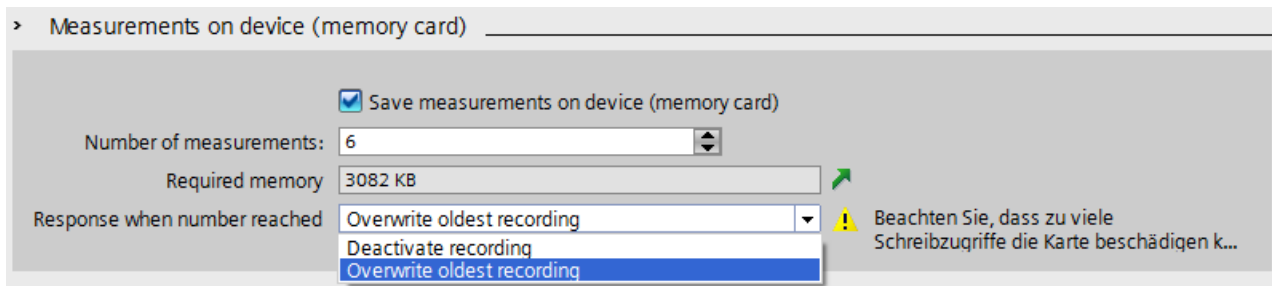 Measurements on device (memory card)
Save measurements on device (memory card)
Number of measurements: 6
Required memory 3082 KB
Response when number reached Overwrite oldest recording
Beachten Sie, dass zu viele
Schreibzugriffe die Karte beschädigen k...
Deactivate recording
Overwrite oldest recording